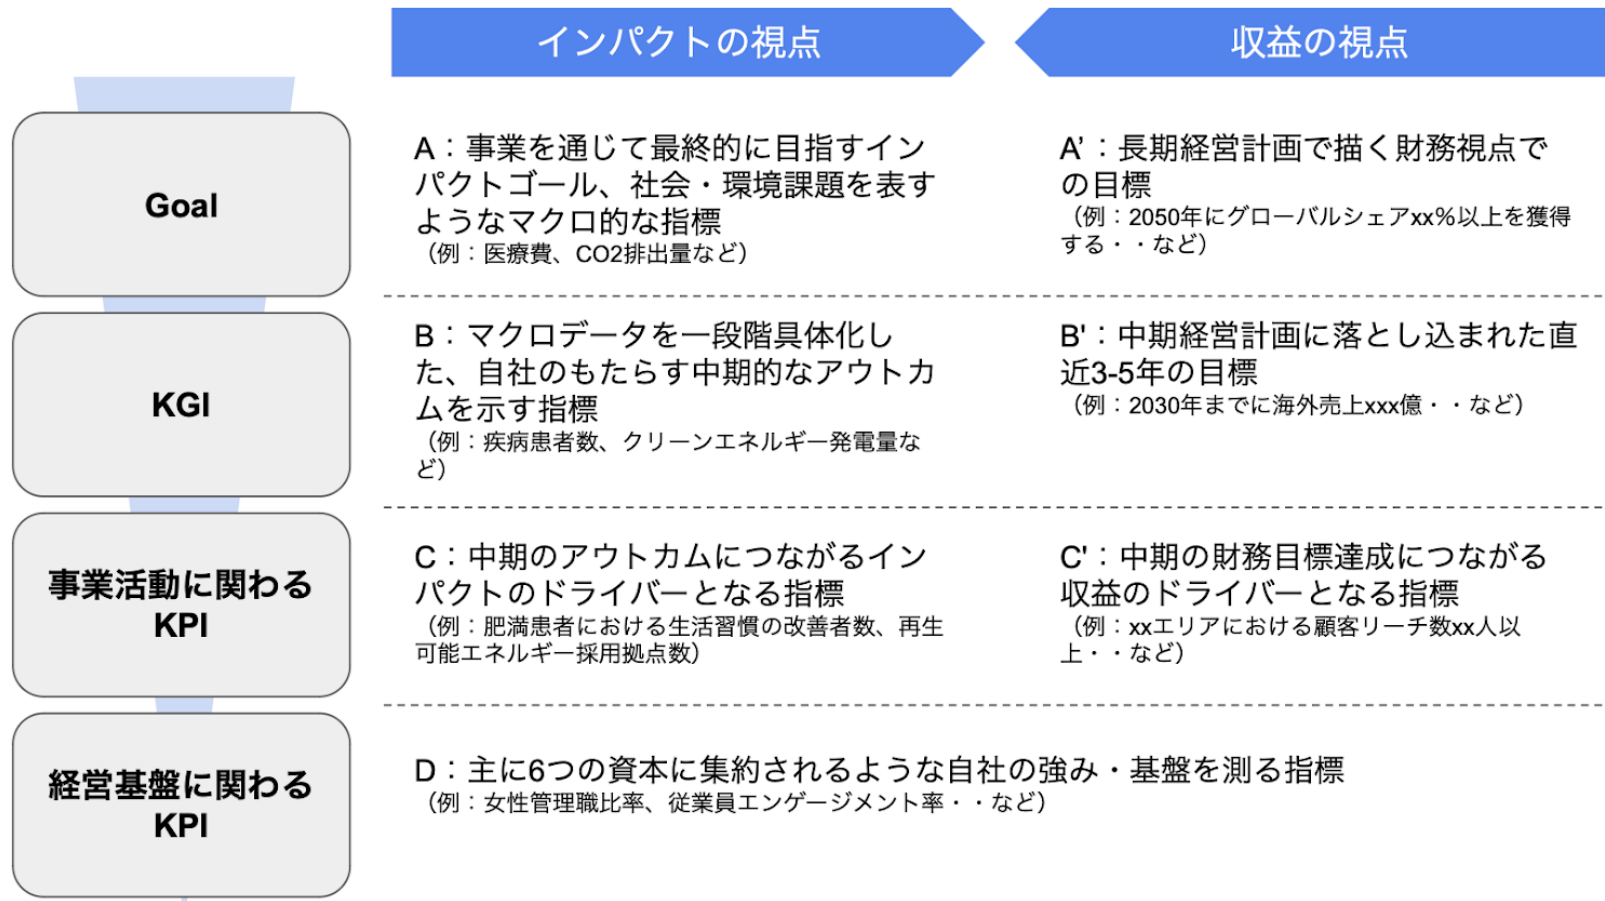 インパクトの視点
収益の視点
Goal
A：事業を通じて最終的に目指すイン
パクトゴール、社会・環境課題を表す
ようなマクロ的な指標
（例：医療費、CO2排出量など）
A’：長期経営計画で描く財務視点で
の目標
（例：2050年にグローバルシェアxx%以上を獲得
する・・など）
KGI
B：マクロデータを一段階具体化し
た、自社のもたらす中期的なアウトカ
ムを示す指標
（例：疾病患者数、クリーンエネルギー発電量な
ど）
B'：中期経営計画に落とし込まれた直
近3-5年の目標
（例：2030年までに海外売上xxx億・・など）
事業活動に関わる
KPI
C：中期のアウトカムにつながるイン
パクトのドライバーとなる指標
（例：肥満患者における生活習慣の改善者数、再生
可能エネルギー採用拠点数）
C'：中期の財務目標達成につながる
収益のドライバーとなる指標
（例：xxエリアにおける顧客リーチ数xx人以
上・・など）
経営基盤に関わる
KPI
D：主に6つの資本に集約されるような自社の強み・基盤を測る指標
（例：女性管理職比率、従業員エンゲージメント率・・など）